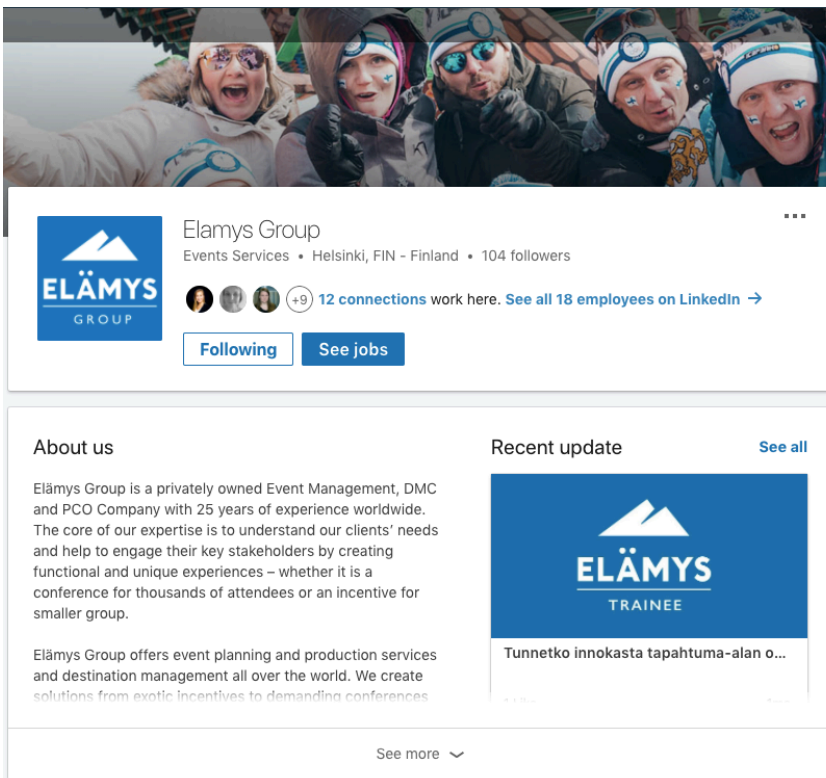 Elamys Group
Events Services • Helsinki, FIN - Finland • 104 followers
ELÄMYS
GROUP
+9 12 connections work here. See all 18 employees on LinkedIn →
Following See jobs
About us
Elämys Group is a privately owned Event Management, DMC
and PCO Company with 25 years of experience worldwide.
The core of our expertise is to understand our clients' needs
and help to engage their key stakeholders by creating
functional and unique experiences – whether it is a
conference for thousands of attendees or an incentive for
smaller group.
Elämys Group offers event planning and production services
and destination management all over the world. We create
solutions from exotic incentives to demanding conferences
Recent update See all
ELÄMYS
TRAINEE
Tunnetko innokasta tapahtuma-alan o...
See more